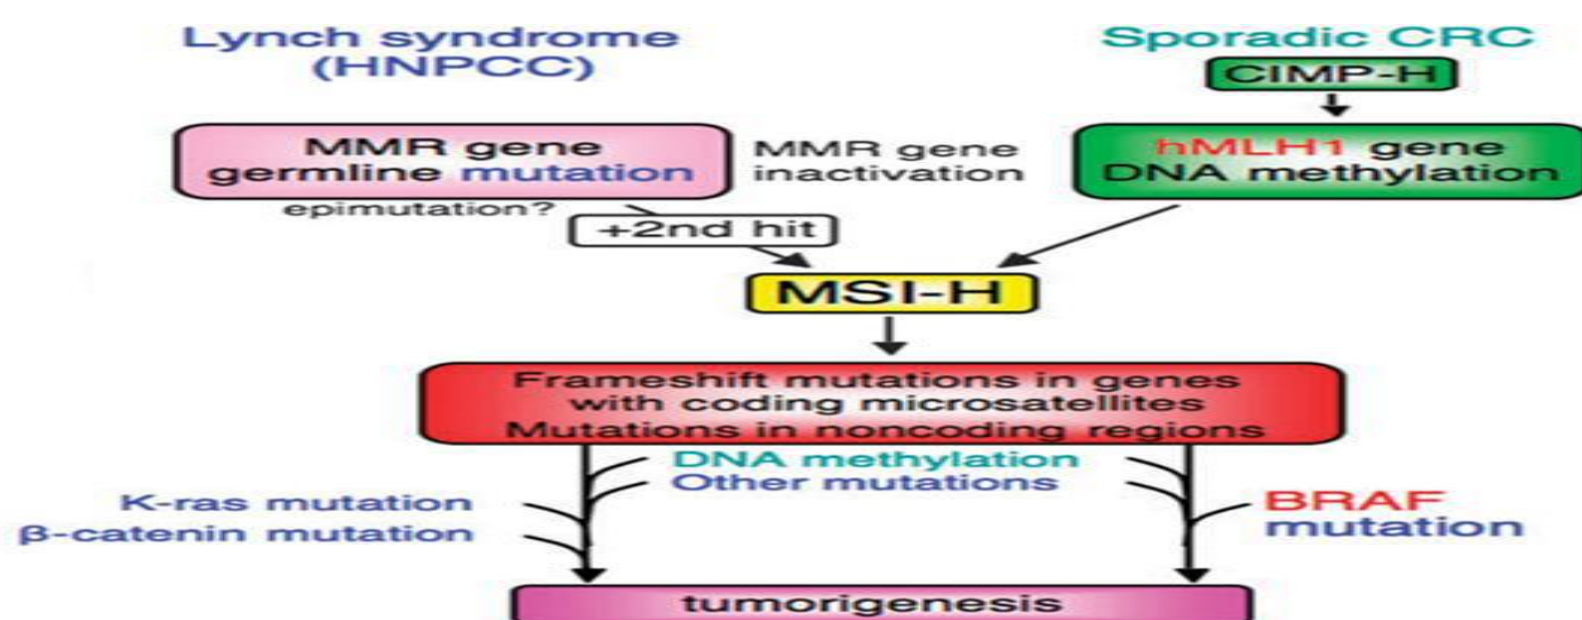 Lynch syndrome
(HNPCC)
Sporadic CRC
CIMP-H
MMR gene
germline mutation
epimutation?
MMR gene
inactivation
hMLH1 gene
DNA methylation
+2nd hit
MSI-H
Frameshift mutations in genes
with coding microsatellites
Mutations in noncoding regions
DNA methylation
Other mutations
K-ras mutation
β-catenin mutation
BRAF
mutation
tumorigenesis